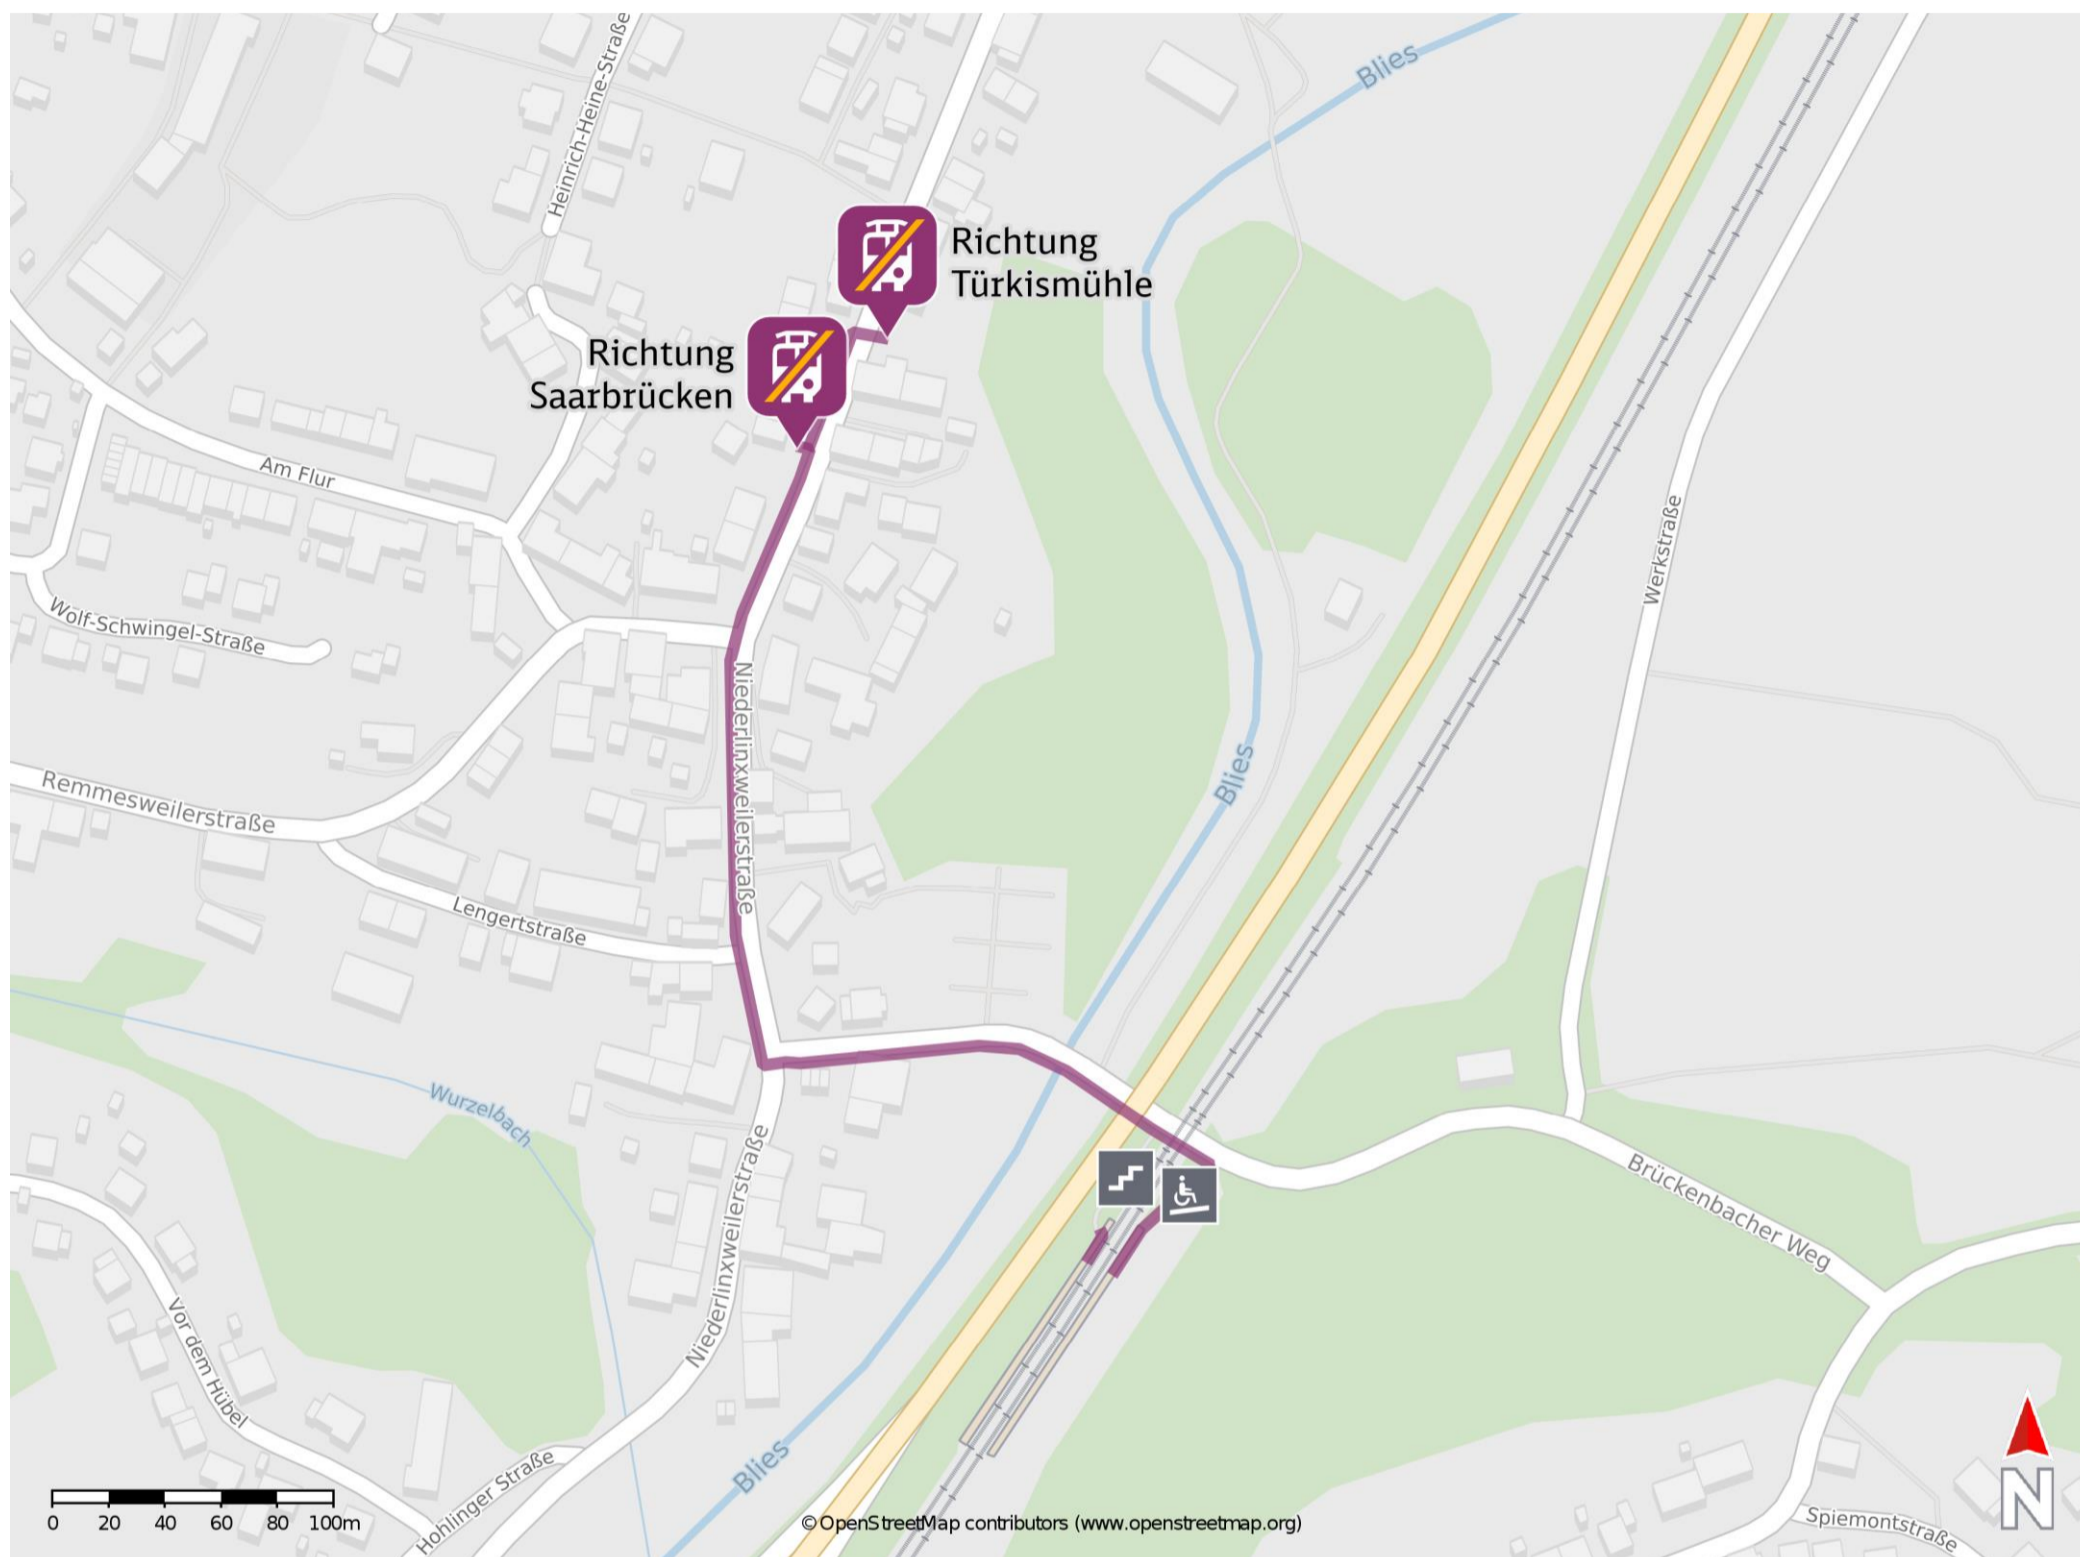 Blies
Heinrich-Heine-Straße
Richtung
Türkismühle
Richtung
Saarbrücken
Am Flur
Werkstraße
Wolf-Schwingel-Straße
Niederlinxweilerstraße
Blies
Remmesweilerstraße
Lengertstraße
Wurzelbach
Niederlinxweilerstraße
Brückenbacher Weg
Vor dem Hübel
Blies
Hohlinger Straße
0 20 40 60 80 100m
© OpenStreetMap contributors (www.openstreetmap.org)
N
Spiemontstraße